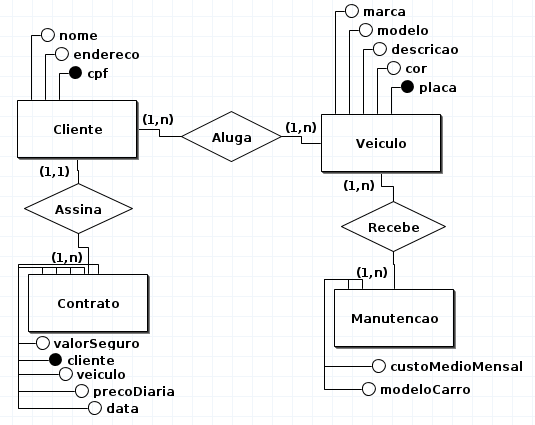 marca
nome
modelo
endereco
descricao
cpf
cor
placa
Cliente
(1,n)
Aluga
(1,n)
Veiculo
(1,1)
(1,n)
Assina
Recebe
(1,n)
(1,n)
Contrato
Manutencao
valorSeguro
cliente
custoMedioMensal
veiculo
modeloCarro
precoDiaria
data